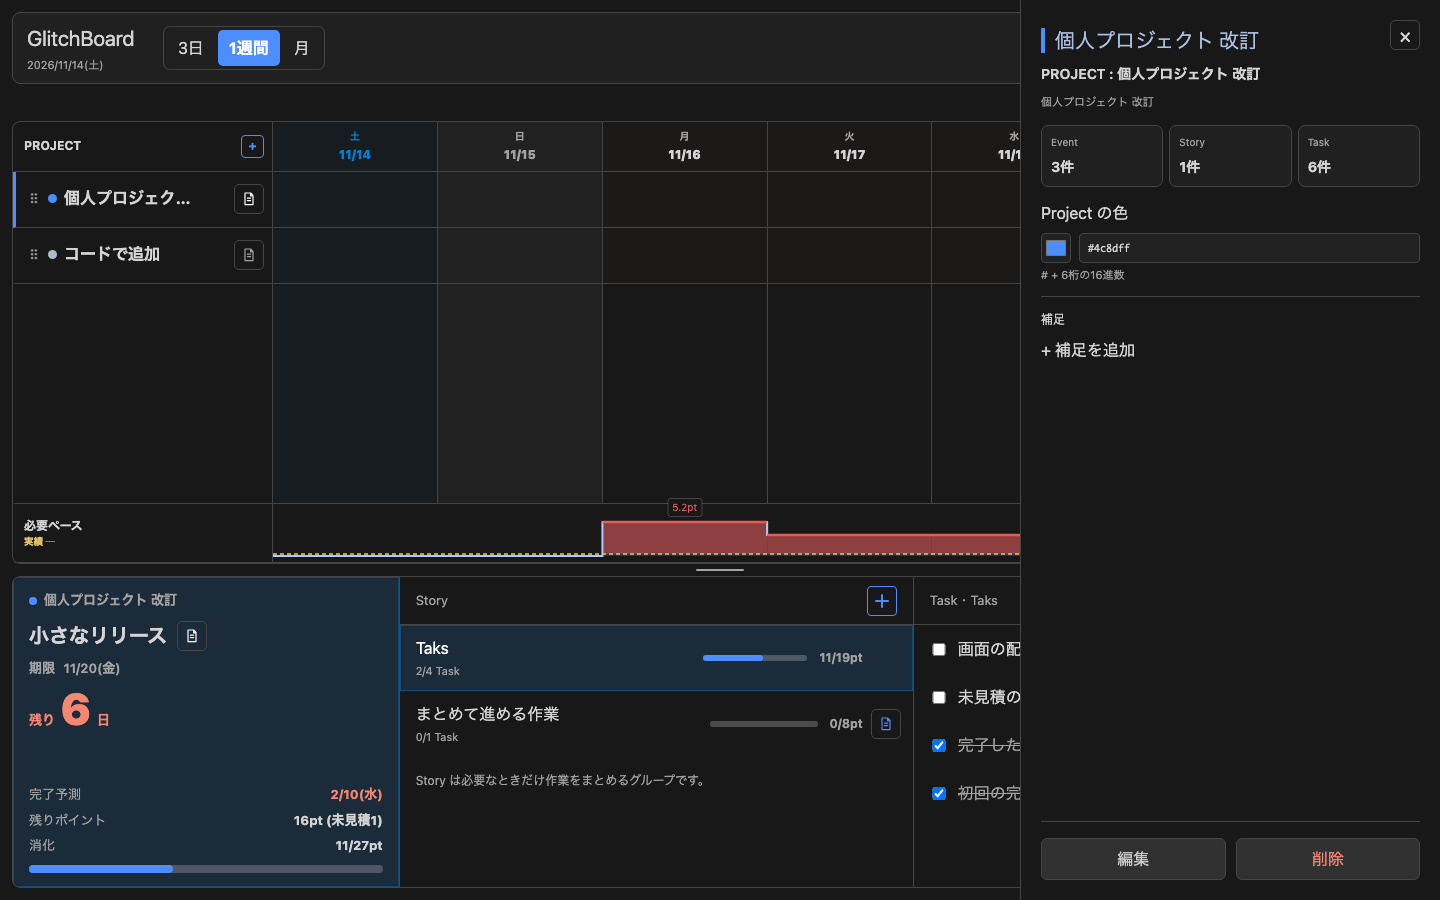 GlitchBoard
2026/11/14(土)
3日 1週間 月
PROJECT
+
土
11/14
日
11/15
月
11/16
火
11/17
水
個人プロジェク...
コードで追加
必要ペース
実績
5.2pt
個人プロジェクト 改訂
小さなリリース
期限 11/20(金)
残り 6 日
完了予測 2/10(水)
残りポイント 16pt (未見積1)
消化 11/27pt
Story
+
Taks
2/4 Task
11/19pt
まとめて進める作業
0/1 Task
0/8pt
Story は必要なときだけ作業をまとめるグループです。
Task・Taks
画面の配
未見積の
完了した
初回の完
個人プロジェクト 改訂
×
PROJECT : 個人プロジェクト 改訂
個人プロジェクト 改訂
Event
3件
Story
1件
Task
6件
Project の色
#4c8dff
# + 6桁の16進数
補足
+ 補足を追加
編集
削除